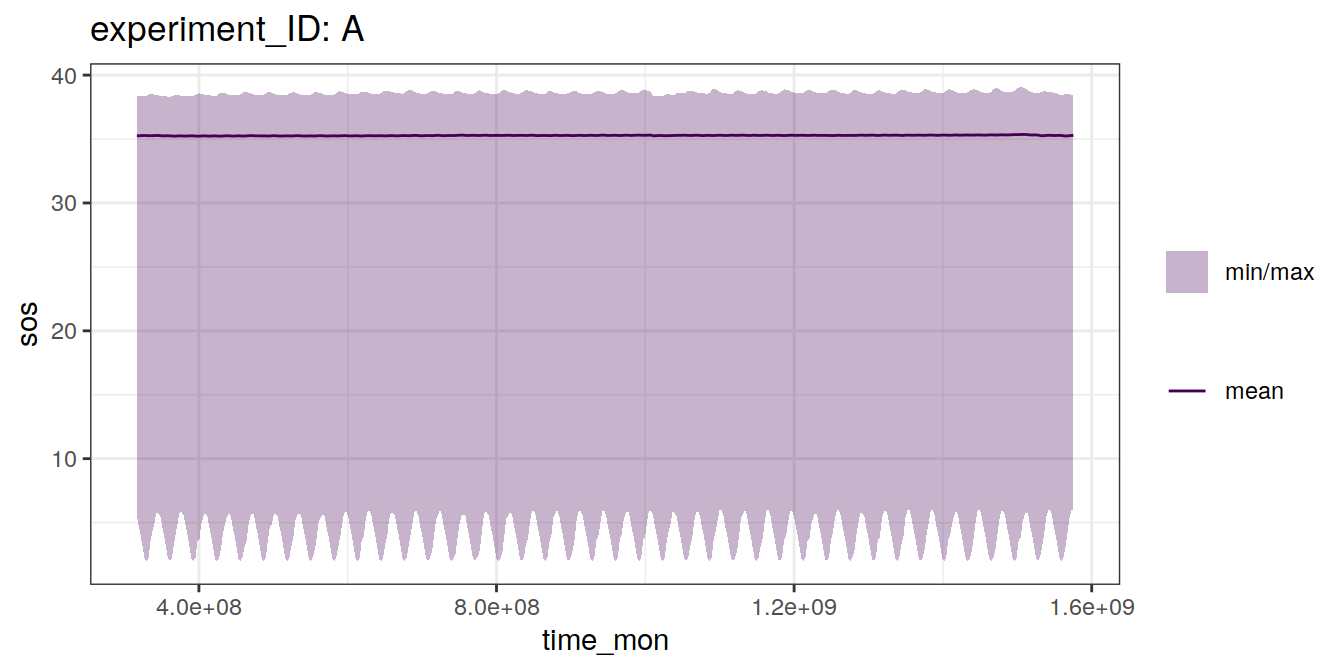 experiment_ID: A
40
30
20
10
sos
4.0e+08
8.0e+08
1.2e+09
1.6e+09
time_mon
min/max
mean